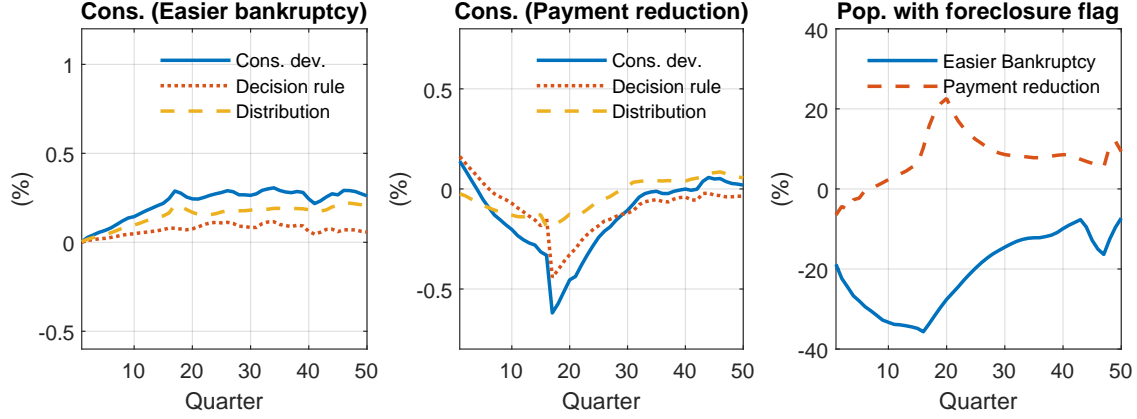 Cons. (Easier bankruptcy)
1
0.5
0
-0.5
(%)
Cons. dev.
Decision rule
Distribution
10 20 30 40 50
Quarter
Cons. (Payment reduction)
0.5
0
-0.5
(%)
Cons. dev.
Decision rule
Distribution
10 20 30 40 50
Quarter
Pop. with foreclosure flag
40
20
0
-20
-40
(%)
Easier Bankruptcy
Payment reduction
10 20 30 40 50
Quarter